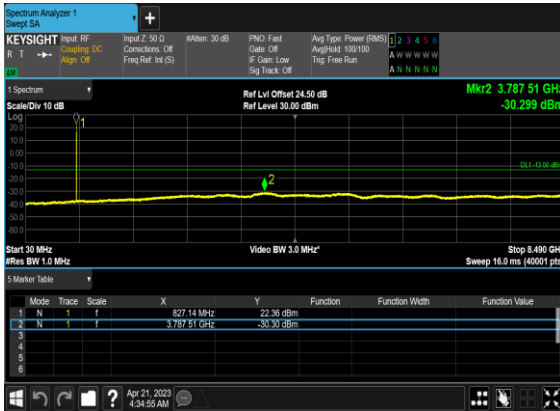 Spectrum Analyzer 1
Swept SA
+
KEYSIGHT Input: RF Input Z: 50 Ω #Atten: 30 dB PNO: Fast Avg Type: Power (RMS) 1 2 3 4 5 6
R T Coupling: DC Corrections: Off Gate: Off Avg|Hold: 100/100 A W W W W W
Align: Off Freq Ref: Int (S) IF Gain: Low Trig: Free Run
LXI Sig Track: Off A N N N N N
1 Spectrum Ref Lvl Offset 24.50 dB Mkr2 3.787 51 GHz
Scale/Div 10 dB Ref Level 30.00 dBm -30.299 dBm
Log
20.0
10.0
0.00
-10.0
-20.0
-30.0
-40.0
-50.0
-60.0
1
DL1 -13.00 dBm
2
Start 30 MHz Video BW 3.0 MHz* Stop 8.490 GH
#Res BW 1.0 MHz Sweep 16.0 ms (40001 pts
5 Marker Table
Mode Trace Scale X Y Function Function Width Function Value
1 N 1 f 827.14 MHz 22.36 dBm
2 N 1 f 3.787 51 GHz -30.30 dBm
3
4
5
6
? Apr 21, 2023
4:34:55 AM